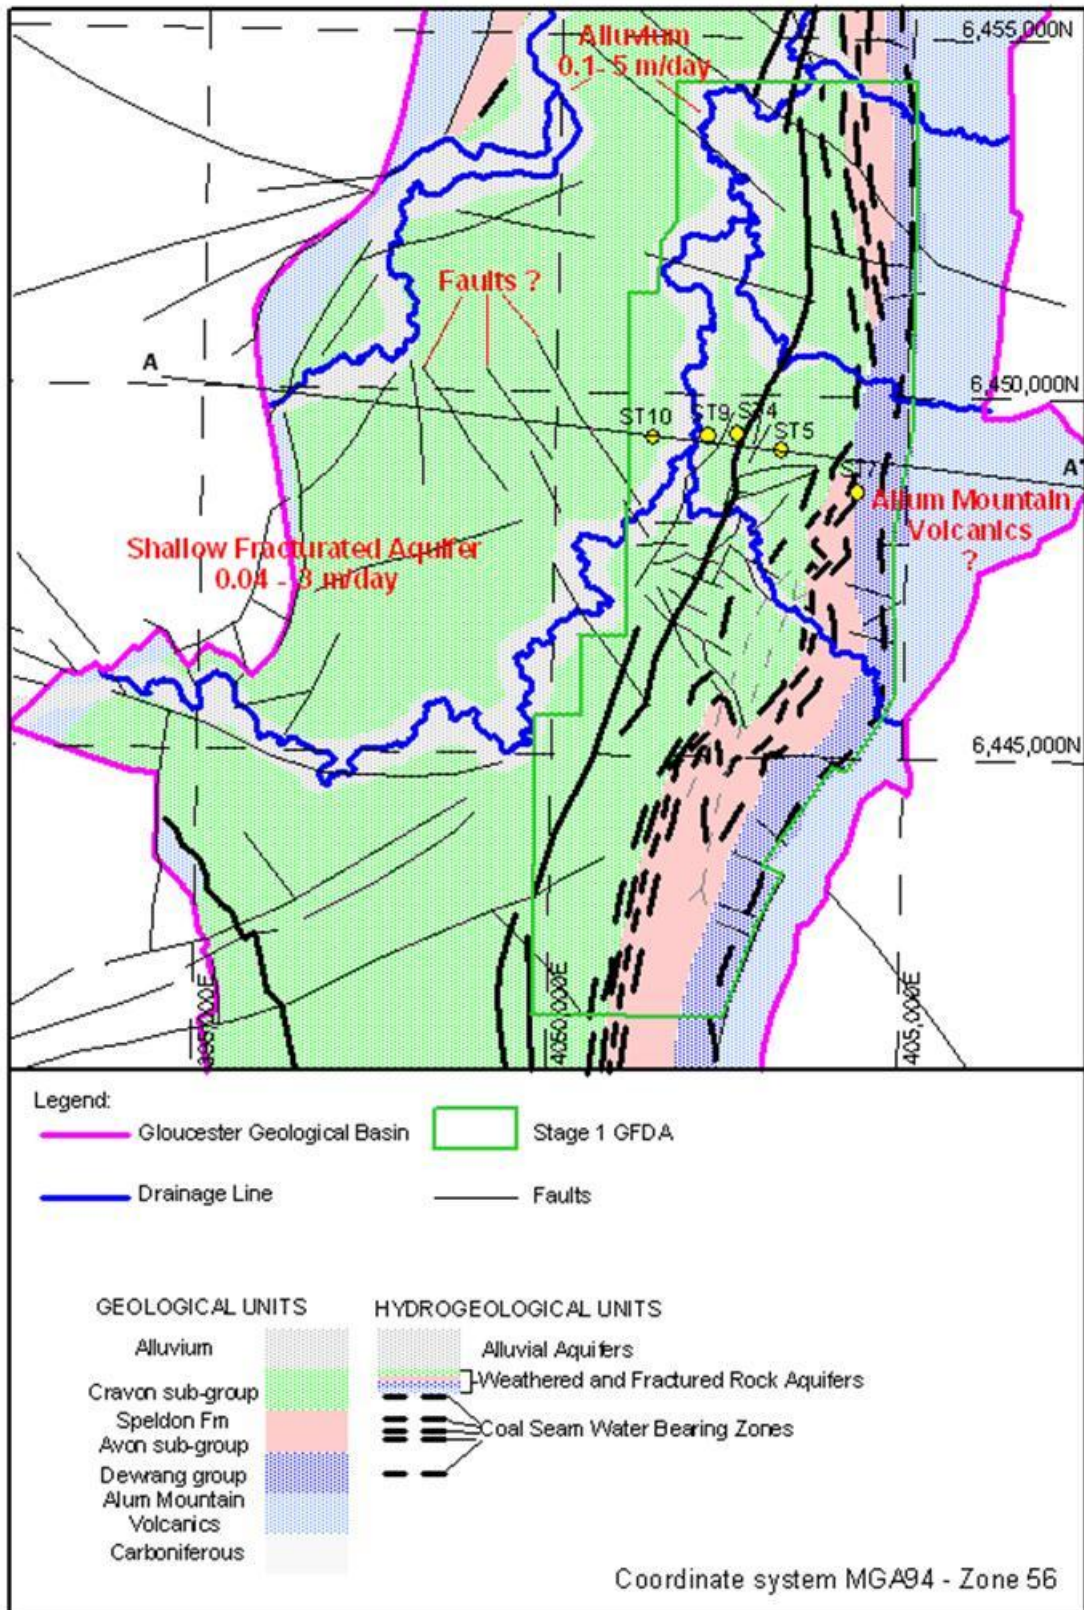 Alluvium
0.1- 5 m/day
6,455,000N
Faults ?
A
6,450,000N
ST10
ST9
ST4
ST5
A'
ST7
Allum Mountain
Volcanics
?
Shallow Fracturated Aquifer
0.04 - 3 m/day
6,445,000N
395,000E
400,000E
405,000E
Legend:
Gloucester Geological Basin
Stage 1 GFDA
Drainage Line
Faults
GEOLOGICAL UNITS
HYDROGEOLOGICAL UNITS
Alluvium
Alluvial Aquifers
Cravon sub-group
Weathered and Fractured Rock Aquifers
Speldon Fm
Avon sub-group
Coal Seam Water Bearing Zones
Dewrang group
Alum Mountain
Volcanics
Carboniferous
Coordinate system MGA94 - Zone 56